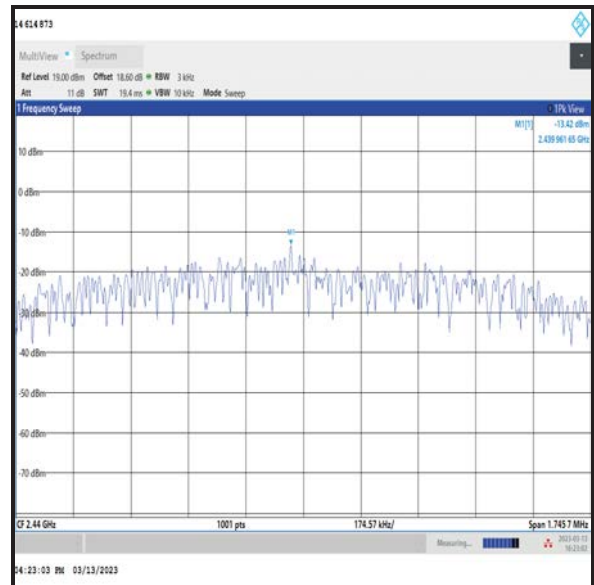 14 614 873
MultiView Spectrum
Ref Level 19.00 dBm Offset 18.60 dB RBW 3 kHz
Att 11 dB SWT 19.4 ms VBW 10 kHz Mode Sweep
1 Frequency Sweep 1Pk View
M1[1] -13.42 dBm
2.439 961 65 GHz
10 dBm
0 dBm
-10 dBm
M1
-20 dBm
-30 dBm
-40 dBm
-50 dBm
-60 dBm
-70 dBm
CF 2.44 GHz 1001 pts 174.57 kHz/ Span 1.745 7 MHz
Measuring... 2023-03-13
16:23:02
04:23:03 PM 03/13/2023